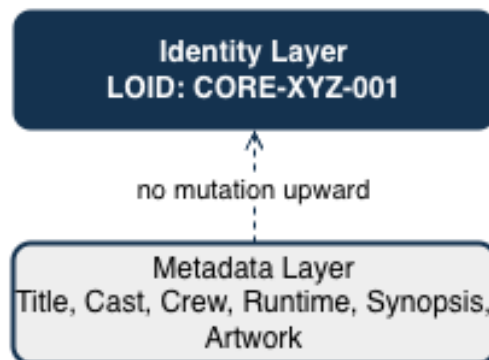 Identity Layer
LOID: CORE-XYZ-001
no mutation upward
Metadata Layer
Title, Cast, Crew, Runtime, Synopsis,
Artwork